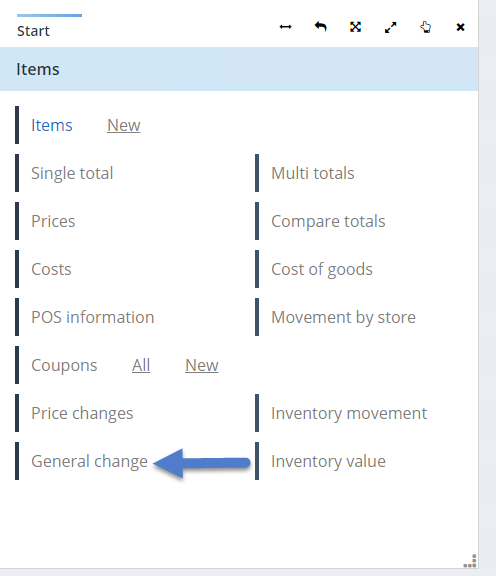 Start
Items
Items New
Single total Multi totals
Prices Compare totals
Costs Cost of goods
POS information Movement by store
Coupons All New
Price changes Inventory movement
General change Inventory value